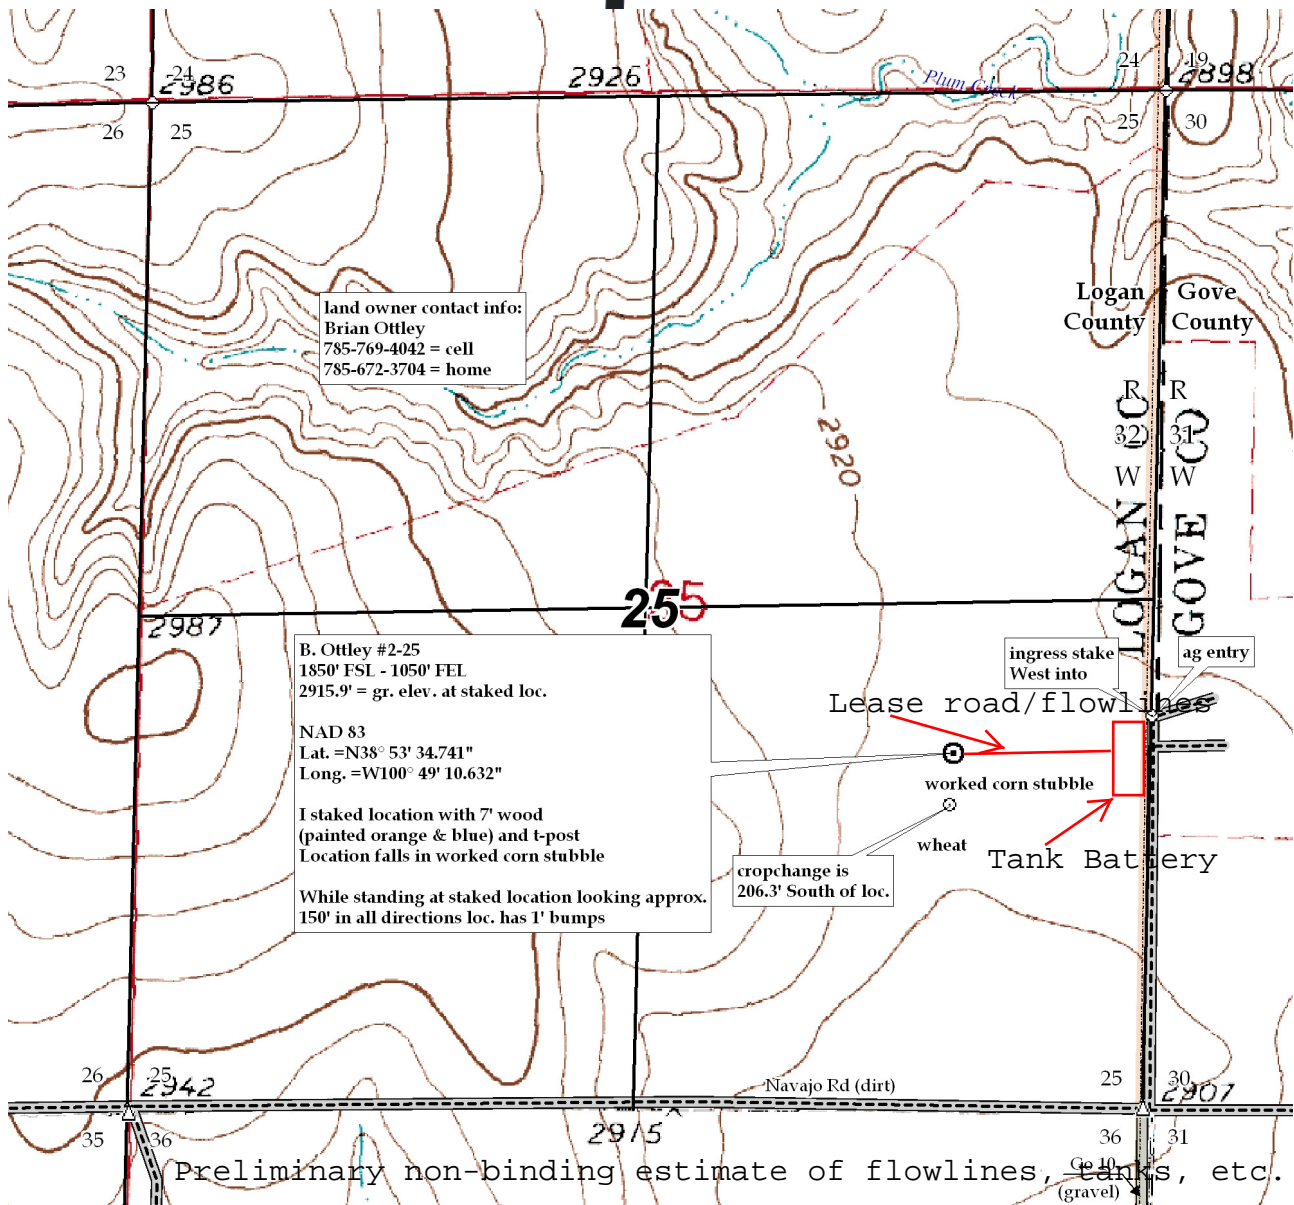 23
24
2986
26
25
2926
Plum Creek
24
19
2898
25
30
land owner contact info:
Brian Ottley
785-769-4042 = cell
785-672-3704 = home
Logan
County
Gove
County
R
32
W
R
31
W
LOGAN CO
GOVE CO
2920
25
25
2987
B. Ottley #2-25
1850' FSL - 1050' FEL
2915.9' = gr. elev. at staked loc.
NAD 83
Lat. =N38° 53' 34.741"
Long. =W100° 49' 10.632"
I staked location with 7' wood
(painted orange & blue) and t-post
Location falls in worked corn stubble
While standing at staked location looking approx.
150' in all directions loc. has 1' bumps
ingress stake
West into
ag entry
Lease road/flowlines
worked corn stubble
wheat
Tank Battery
cropchange is
206.3' South of loc.
26
25
2942
35
36
Navajo Rd (dirt)
2915
25
30
2907
36
31
Go 10
(gravel)
Preliminary non-binding estimate of flowlines, tanks, etc.